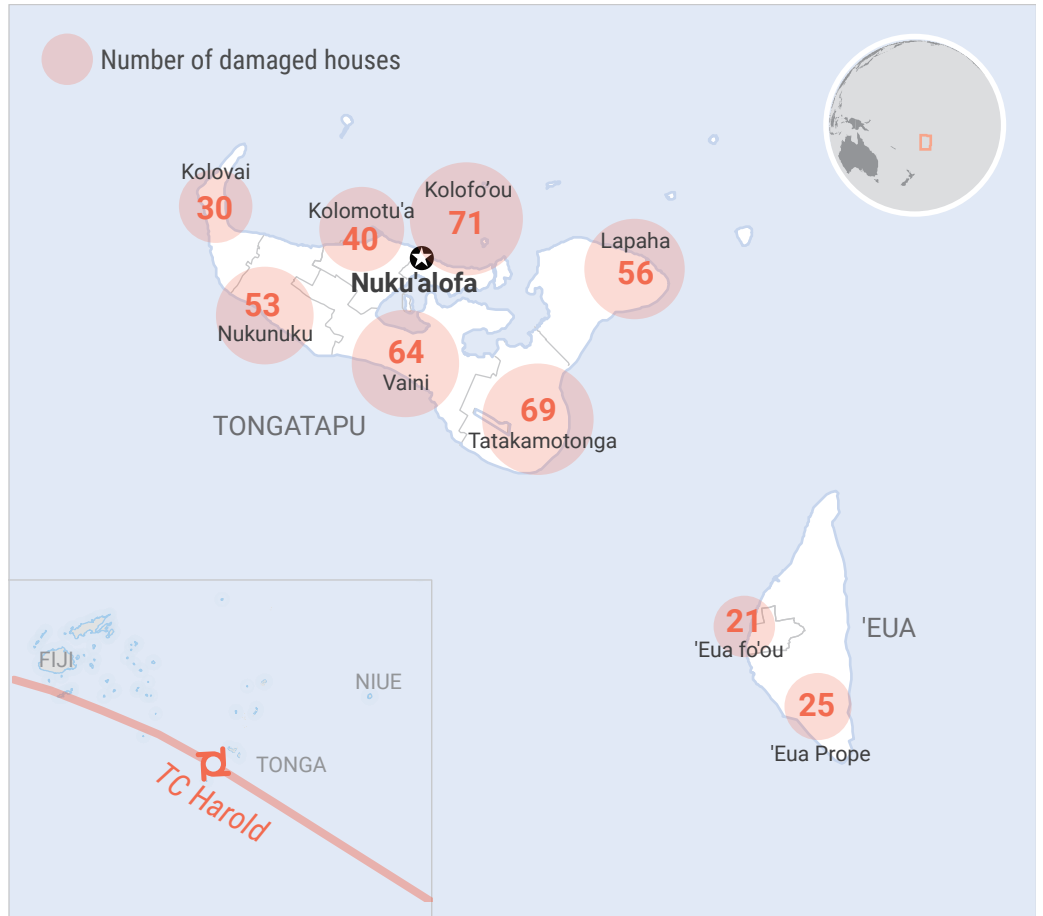 Number of damaged houses
Kolovai
30
Kolomotu'a
40
Kolofo’ou
71
Lapaha
56
Nuku'alofa
53
Nukunuku
64
Vaini
69
Tatakamotonga
TONGATAPU
21
'Eua fo'ou
'EUA
25
'Eua Prope
FIJI
NIUE
TONGA
TC Harold